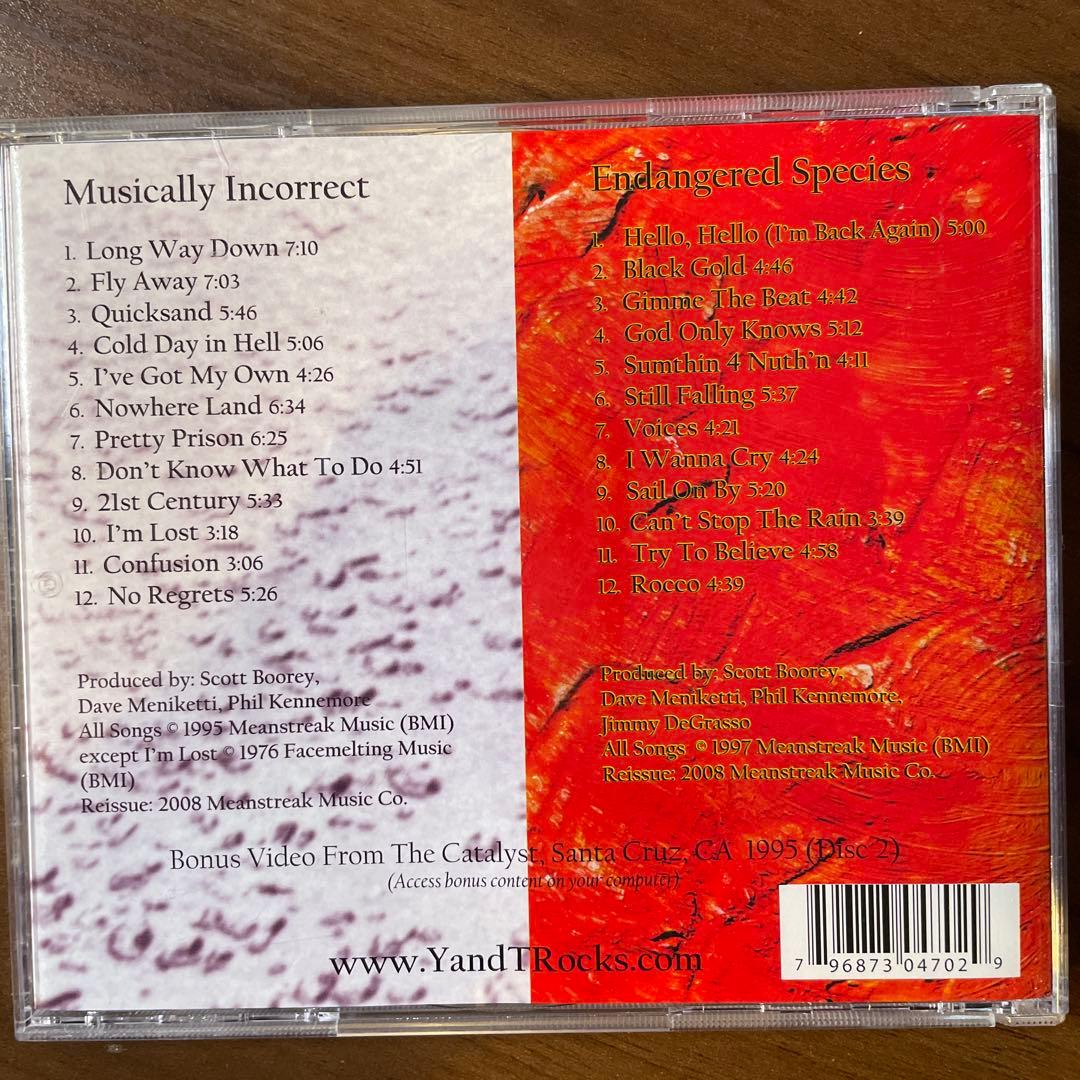 Musically Incorrect
1. Long Way Down 7:10
2. Fly Away 7:03
3. Quicksand 5:46
4. Cold Day in Hell 5:06
5. I've Got My Own 4:26
6. Nowhere Land 6:34
7. Pretty Prison 6:25
8. Don't Know What To Do 4:51
9. 21st Century 5:33
10. I'm Lost 3:18
11. Confusion 3:06
12. No Regrets 5:26
Produced by: Scott Boorey,
Dave Meniketti, Phil Kennemore
All Songs © 1995 Meanstreak Music (BMI)
except I'm Lost © 1976 Facemelting Music
(BMI)
Reissue: 2008 Meanstreak Music Co.
Endangered Species
1. Hello, Hello (I'm Back Again) 5:00
2. Black Gold 4:46
3. Gimme The Beat 4:42
4. God Only Knows 5:12
5. Sumthin 4 Nuth'n 4:11
6. Still Falling 5:37
7. Voices 4:21
8. I Wanna Cry 4:24
9. Sail On By 5:20
10. Can't Stop The Rain 3:39
11. Try To Believe 4:58
12. Rocco 4:39
Produced by: Scott Boorey,
Dave Meniketti, Phil Kennemore,
Jimmy DeGrasso
All Songs © 1997 Meanstreak Music (BMI)
Reissue: 2008 Meanstreak Music Co.
Bonus Video From The Catalyst, Santa Cruz, CA 1995 (Disc 2)
(Access bonus content on your computer)
www.YandTRocks.com
7 96873 04702 9